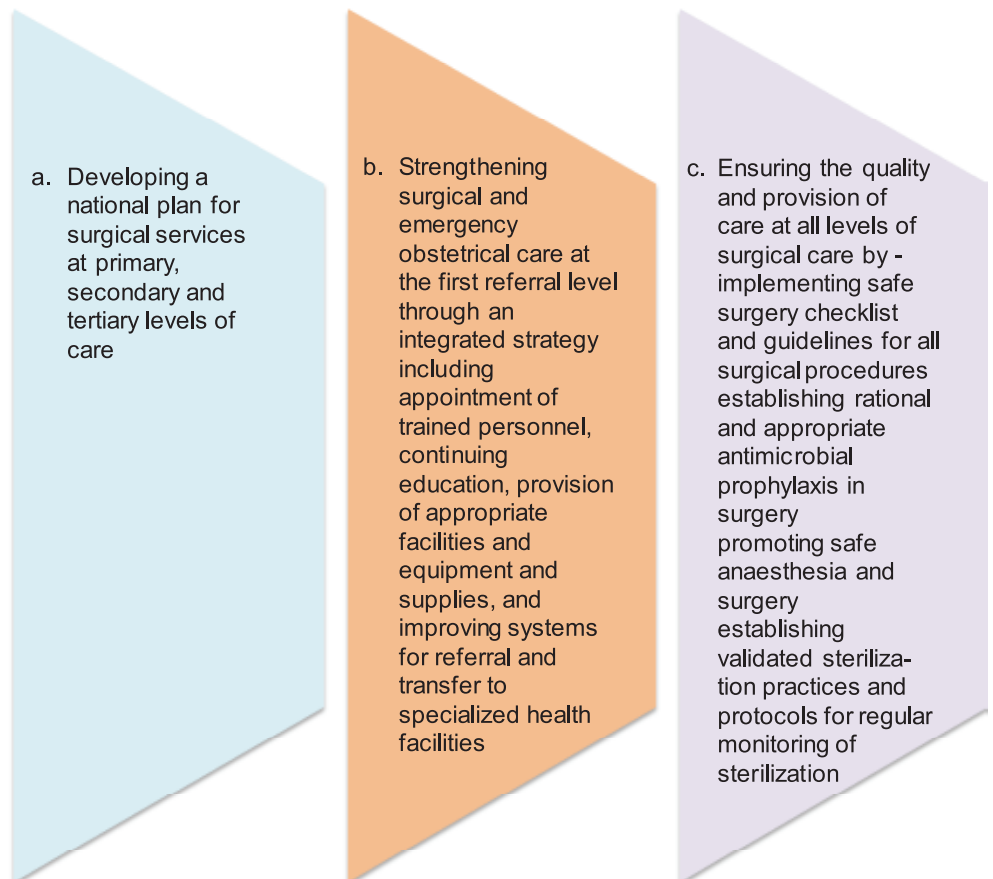 a. Developing a
national plan for
surgical services
at primary,
secondary and
tertiary levels of
care
b. Strengthening
surgical and
emergency
obstetrical care at
the first referral level
through an
integrated strategy
including
appointment of
trained personnel,
continuing
education, provision
of appropriate
facilities and
equipment and
supplies, and
improving systems
for referral and
transfer to
specialized health
facilities
c. Ensuring the quality
and provision of
care at all levels of
surgical care by -
implementing safe
surgery checklist
and guidelines for all
surgical procedures
establishing rational
and appropriate
antimicrobial
prophylaxis in
surgery
promoting safe
anaesthesia and
surgery
establishing
validated steriliza-
tion practices and
protocols for regular
monitoring of
sterilization